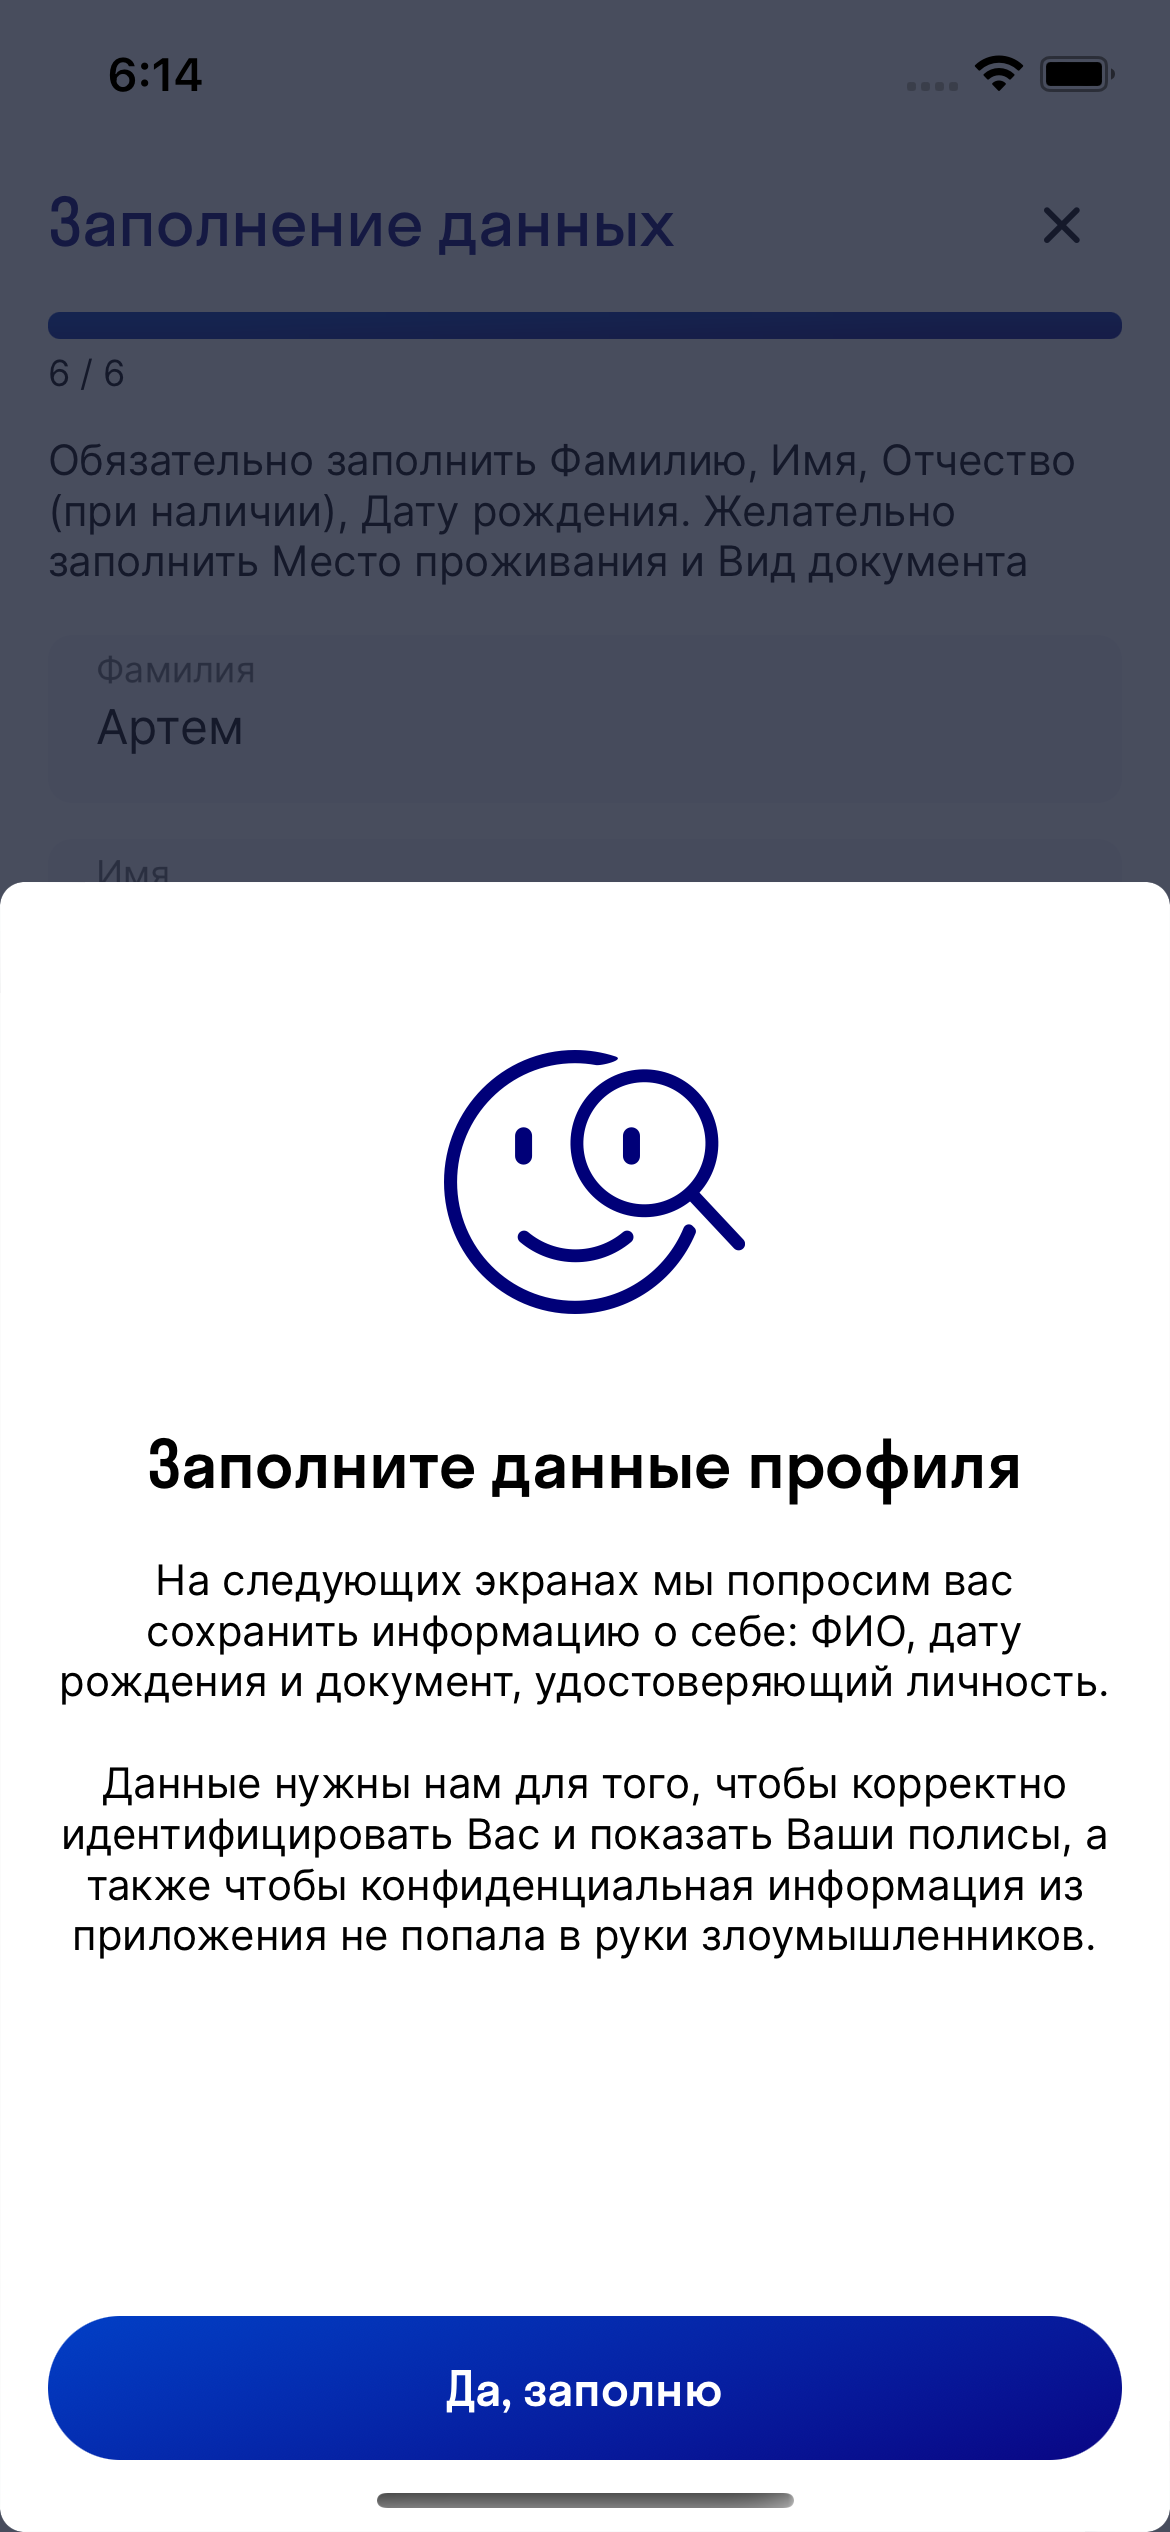 6:14
Заполнение данных
6 / 6
Обязательно заполнить Фамилию, Имя, Отчество
(при наличии), Дату рождения. Желательно
заполнить Место проживания и Вид документа
Фамилия
Артем
Имя
Заполните данные профиля
На следующих экранах мы попросим вас
сохранить информацию о себе: ФИО, дату
рождения и документ, удостоверяющий личность.
Данные нужны нам для того, чтобы корректно
идентифицировать Вас и показать Ваши полисы, а
также чтобы конфиденциальная информация из
приложения не попала в руки злоумышленников.
Да, заполню